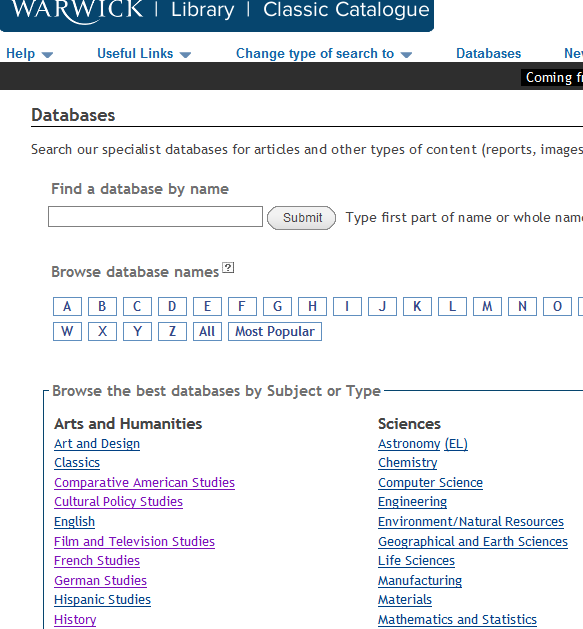 WARWICK | Library | Classic Catalogue
Help Useful Links Change type of search to Databases Ne
Coming f
Databases
Search our specialist databases for articles and other types of content (reports, images
Find a database by name
Submit Type first part of name or whole nam
Browse database names ?
A B C D E F G H I J K L M N O
W X Y Z All Most Popular
Browse the best databases by Subject or Type
Arts and Humanities
Art and Design
Classics
Comparative American Studies
Cultural Policy Studies
English
Film and Television Studies
French Studies
German Studies
Hispanic Studies
History
Sciences
Astronomy (EL)
Chemistry
Computer Science
Engineering
Environment/Natural Resources
Geographical and Earth Sciences
Life Sciences
Manufacturing
Materials
Mathematics and Statistics